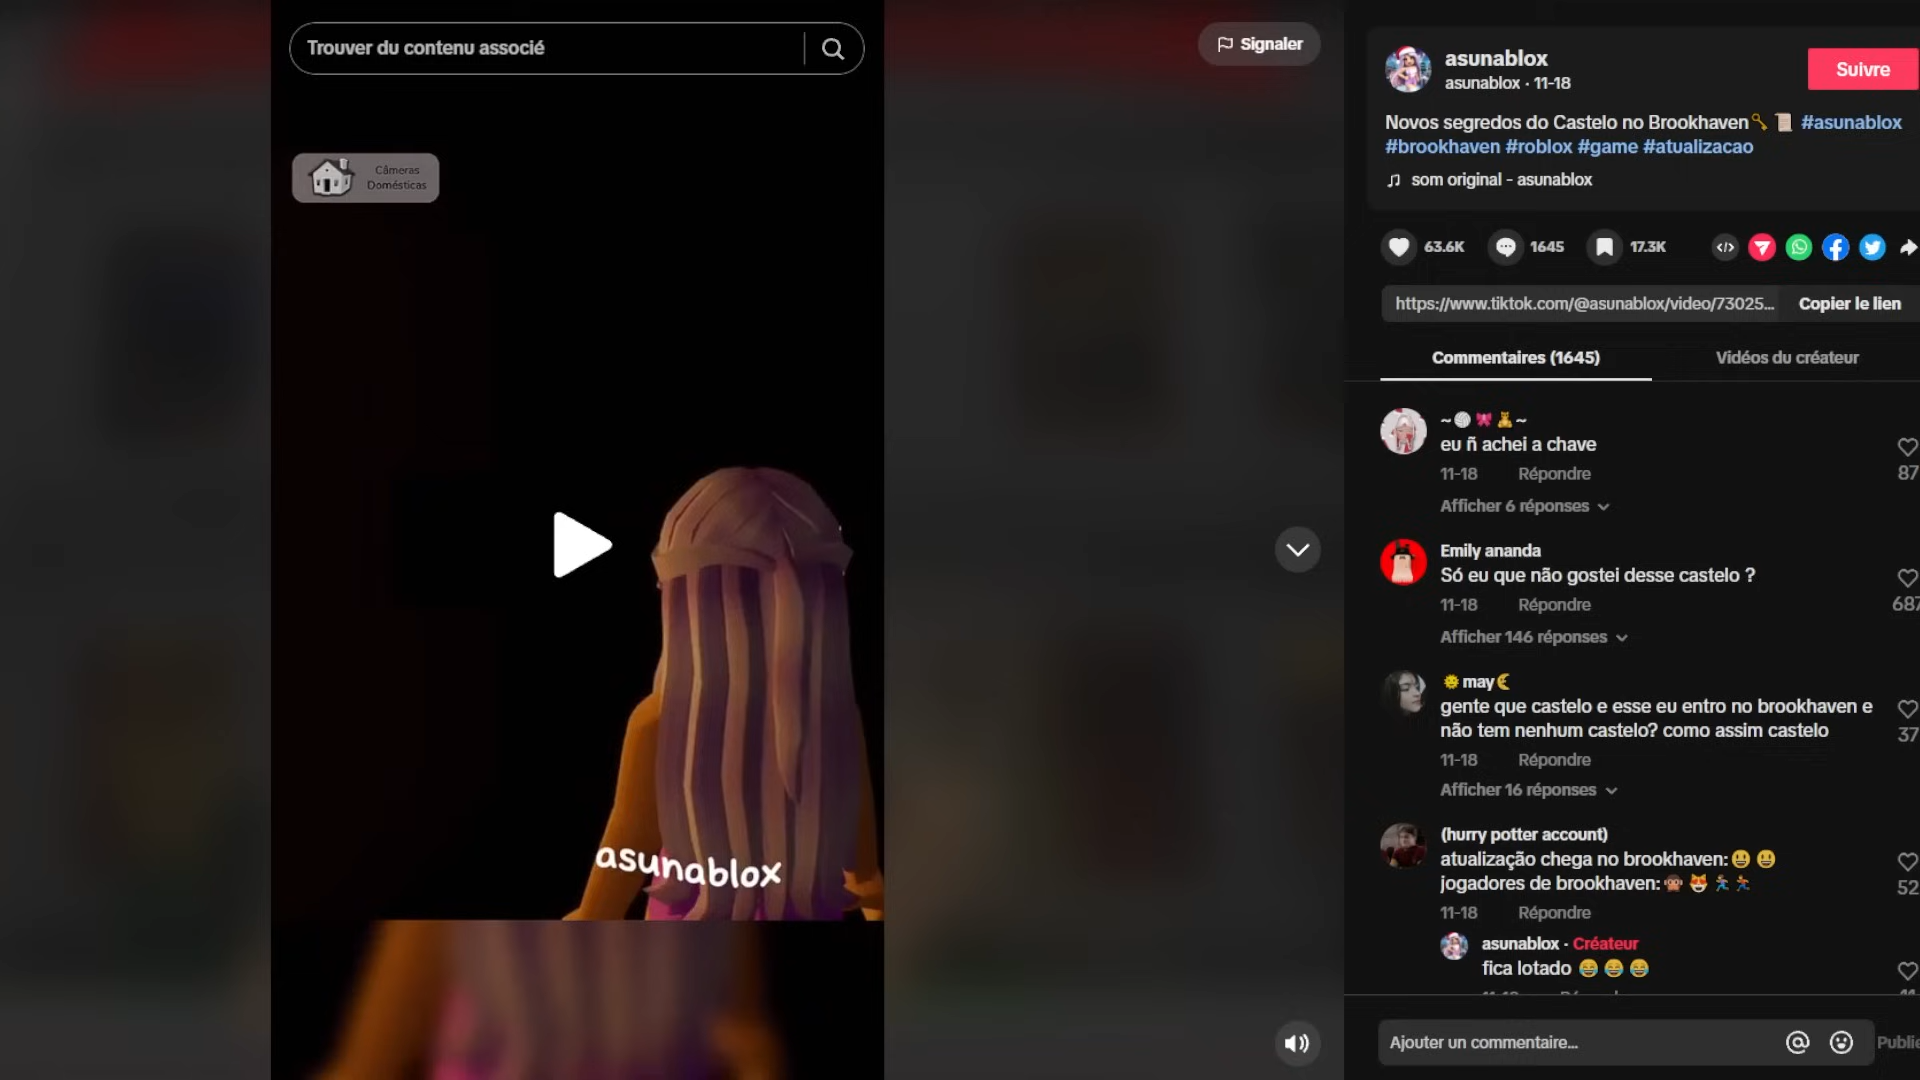 Trouver du contenu associé
Signaler
Câmeras
Domésticas
asunablox
asunablox
asunablox · 11-18
Suivre
Novos segredos do Castelo no Brookhaven🗝️ 📜 #asunablox
#brookhaven #roblox #game #atualizacao
som original - asunablox
63.6K
1645
17.3K
https://www.tiktok.com/@asunablox/video/73025...
Copier le lien
Commentaires (1645)
Vidéos du créateur
~🏐🎀🧸~
eu ñ achei a chave
87
11-18 Répondre
Afficher 6 réponses
Emily ananda
Só eu que não gostei desse castelo ?
687
11-18 Répondre
Afficher 146 réponses
🌞may🌜
gente que castelo e esse eu entro no brookhaven e
não tem nenhum castelo? como assim castelo
37
11-18 Répondre
Afficher 16 réponses
(hurry potter account)
atualização chega no brookhaven:😃 😃
jogadores de brookhaven:🙊 😻 🏃 🏃
52
11-18 Répondre
asunablox · Créateur
fica lotado 😂 😂 😂
Ajouter un commentaire...